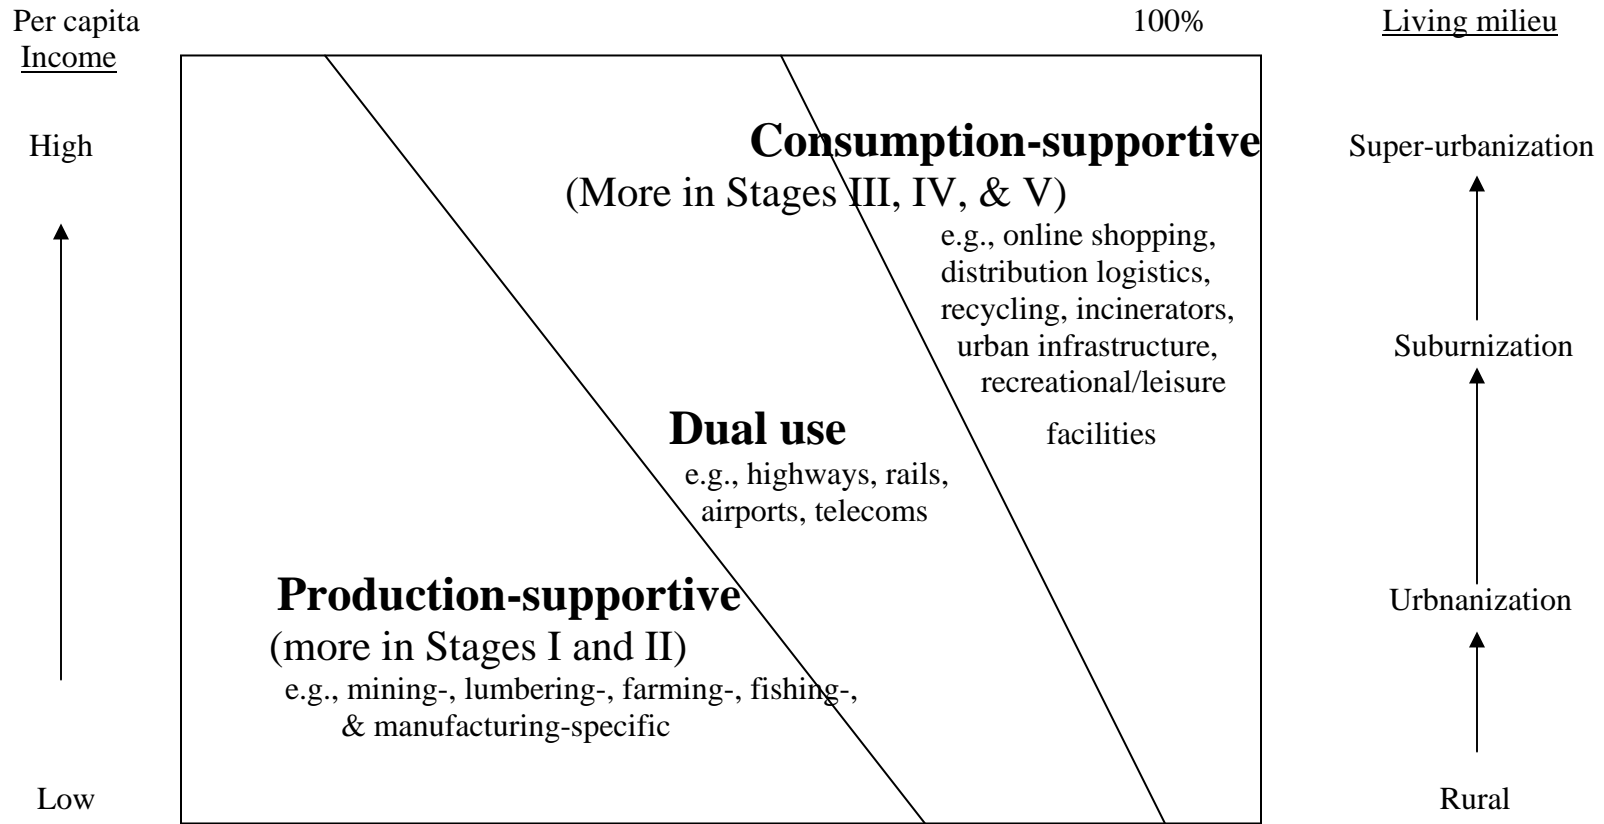 Per capita
Income
100%
Living milieu
High
Consumption-supportive
Super-urbanization
(More in Stages III, IV, & V)
e.g., online shopping,
distribution logistics,
recycling, incinerators,
urban infrastructure,
recreational/leisure
facilities
Suburnization
Dual use
e.g., highways, rails,
airports, telecoms
Production-supportive
(more in Stages I and II)
e.g., mining-, lumbering-, farming-, fishing-,
& manufacturing-specific
Urbnanization
Low
Rural